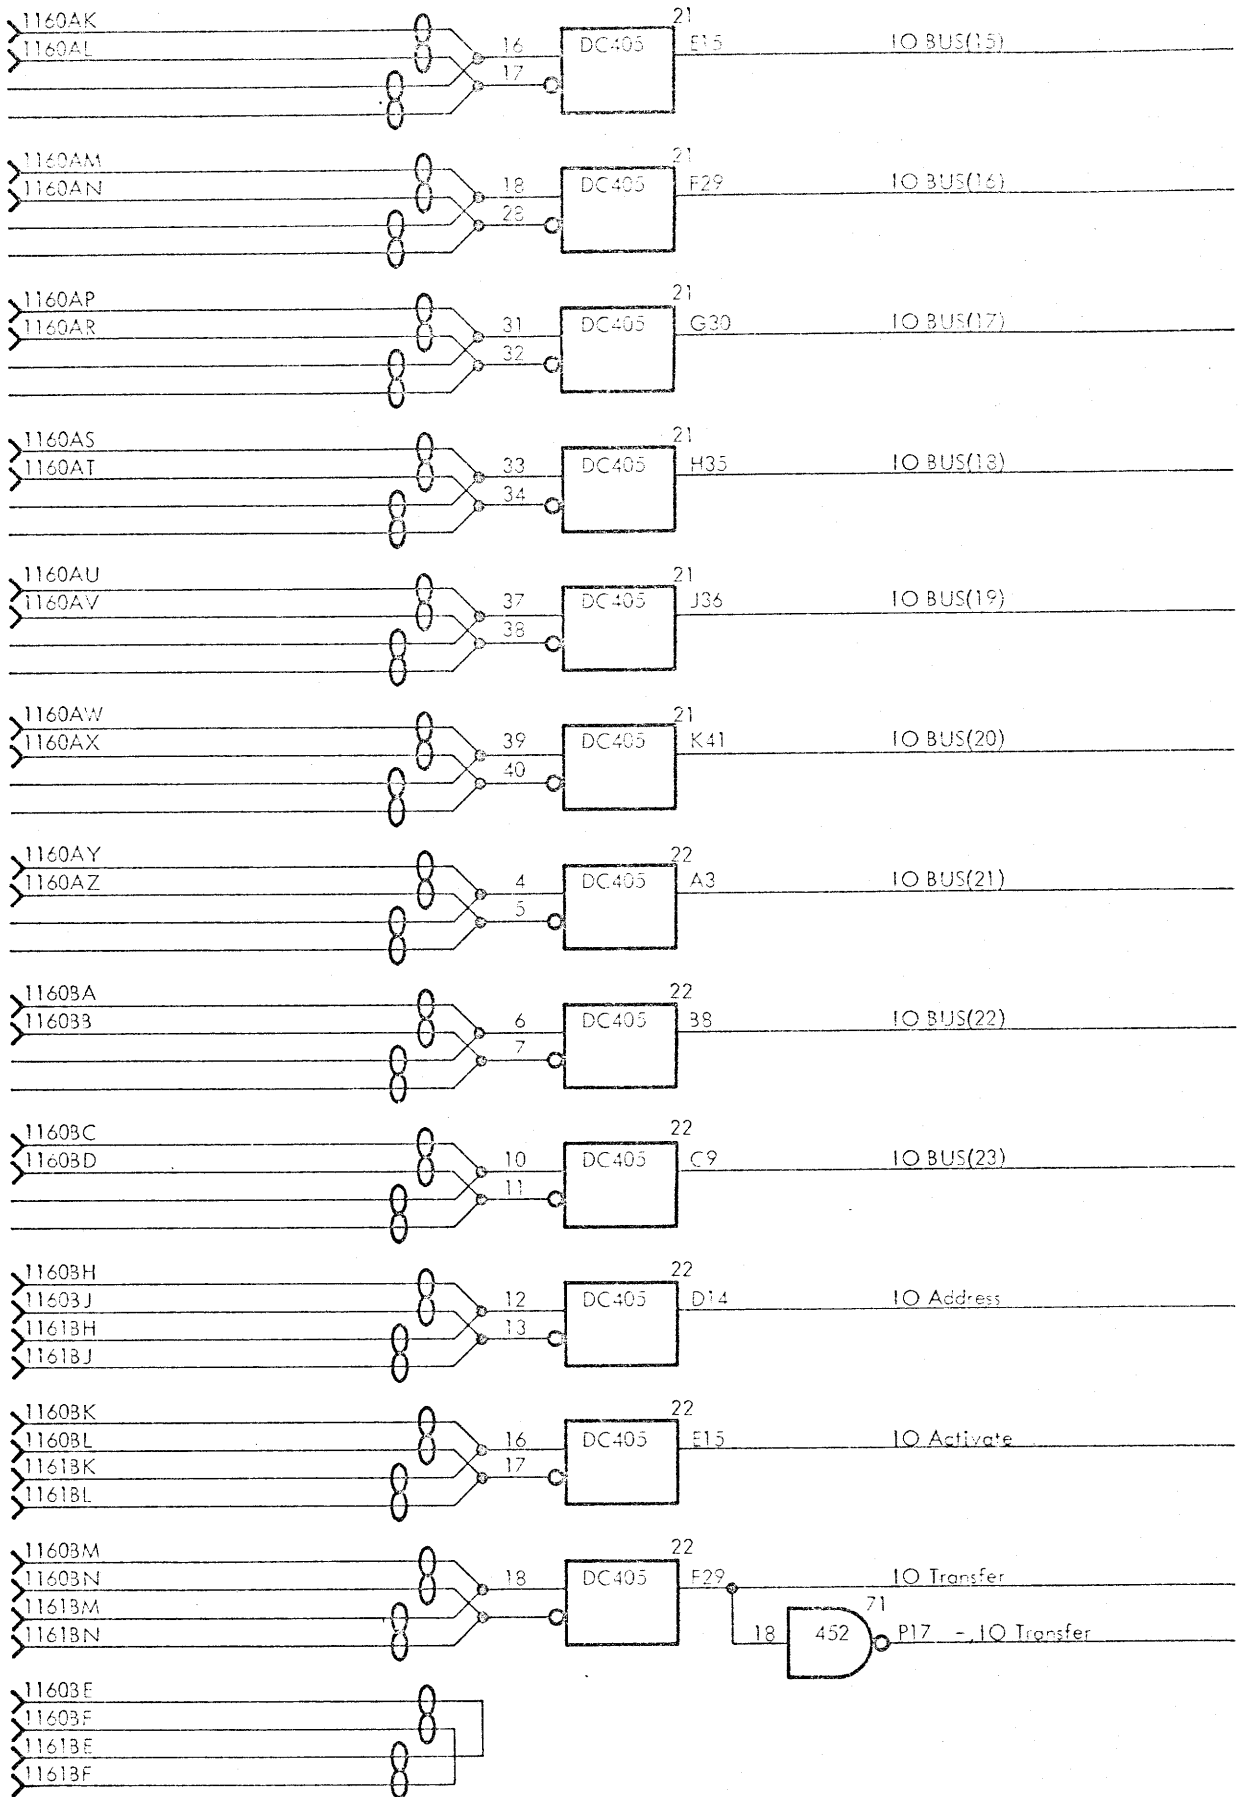 1160AK
1160AL
16
17
DC405
21
E15
IO BUS(15)
1160AM
1160AN
18
28
DC405
21
F29
IO BUS(16)
1160AP
1160AR
31
32
DC405
21
G30
IO BUS(17)
1160AS
1160AT
33
34
DC405
21
H35
IO BUS(18)
1160AU
1160AV
37
38
DC405
21
J36
IO BUS(19)
1160AW
1160AX
39
40
DC405
21
K41
IO BUS(20)
1160AY
1160AZ
4
5
DC405
22
A3
IO BUS(21)
1160BA
1160BB
6
7
DC405
22
B8
IO BUS(22)
1160BC
1160BD
10
11
DC405
22
C9
IO BUS(23)
1160BH
1160BJ
1161BH
1161BJ
12
13
DC405
22
D14
IO Address
1160BK
1160BL
1161BK
1161BL
16
17
DC405
22
E15
IO Activate
1160BM
1160BN
1161BM
1161BN
18
DC405
22
F29
IO Transfer
18
452
71
P17
-, IO Transfer
1160BE
1160BF
1161BE
1161BF